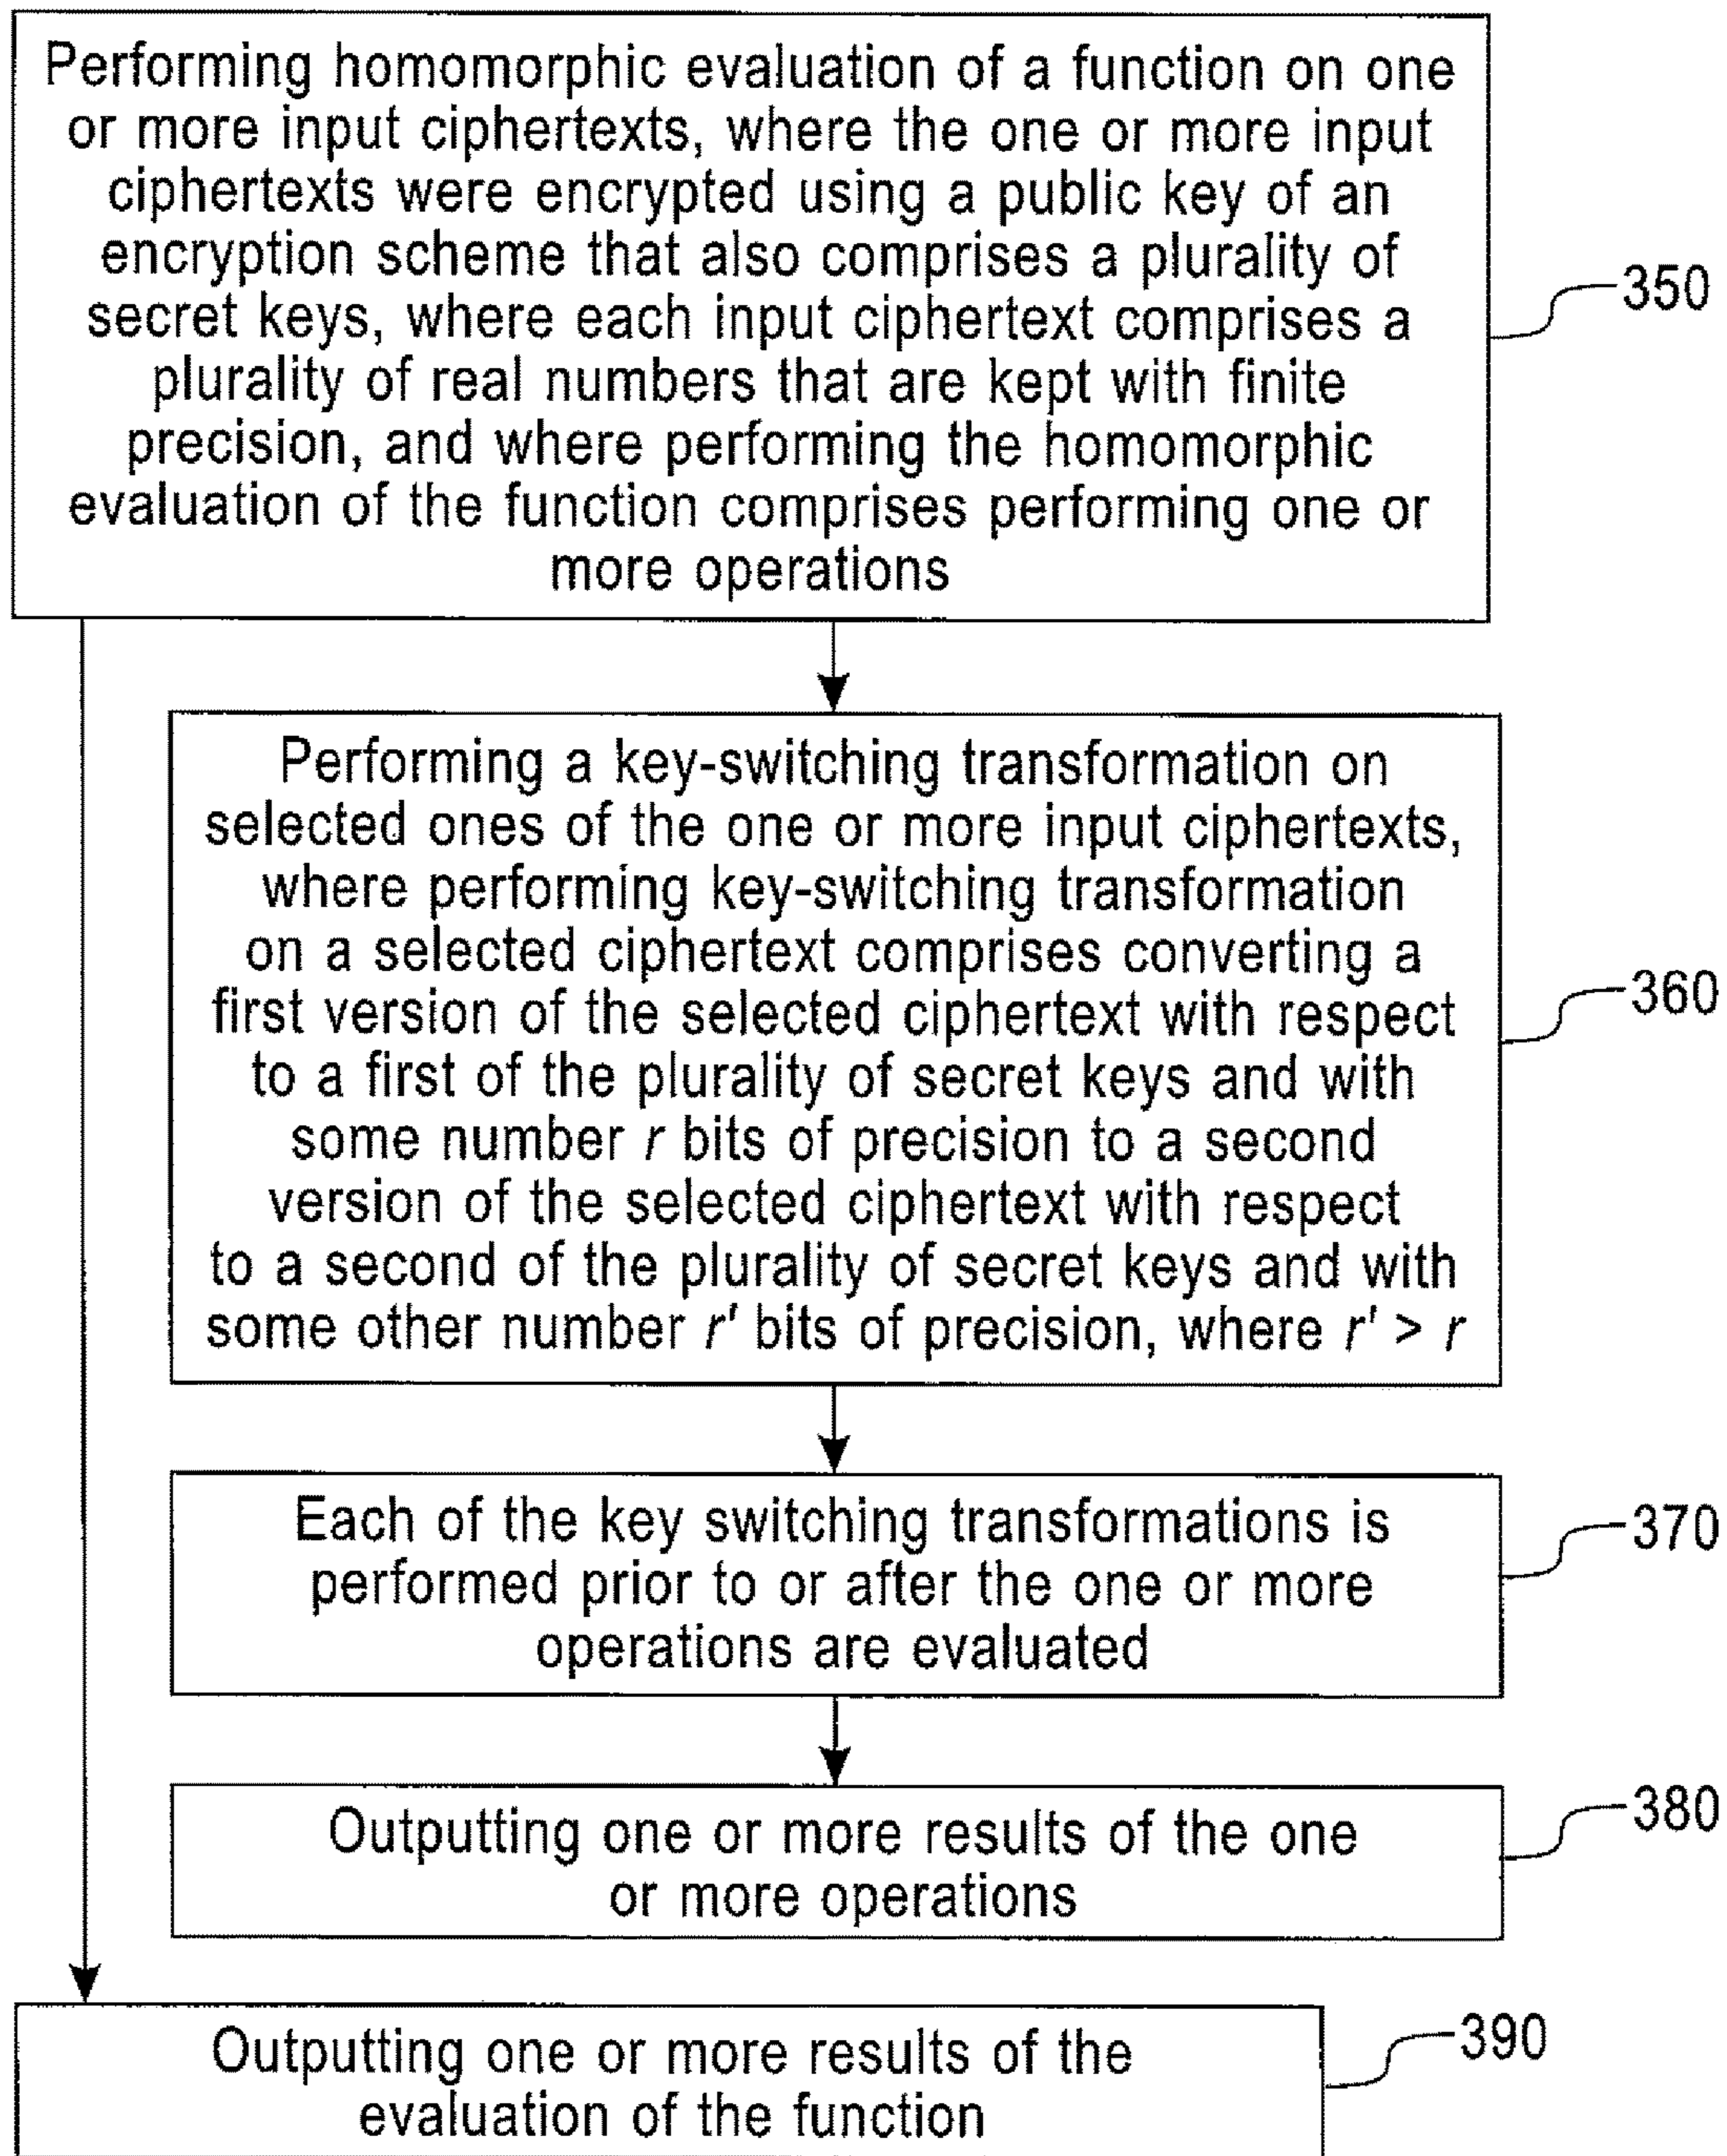 Performing homomorphic evaluation of a function on one
or more input ciphertexts, where the one or more input
ciphertexts were encrypted using a public key of an
encryption scheme that also comprises a plurality of
secret keys, where each input ciphertext comprises a
plurality of real numbers that are kept with finite
precision, and where performing the homomorphic
evaluation of the function comprises performing one or
more operations
350
Performing a key-switching transformation on
selected ones of the one or more input ciphertexts,
where performing key-switching transformation
on a selected ciphertext comprises converting a
first version of the selected ciphertext with respect
to a first of the plurality of secret keys and with
some number r bits of precision to a second
version of the selected ciphertext with respect
to a second of the plurality of secret keys and with
some other number r' bits of precision, where r' > r
360
Each of the key switching transformations is
performed prior to or after the one or more
operations are evaluated
370
Outputting one or more results of the one
or more operations
380
Outputting one or more results of the
evaluation of the function
390